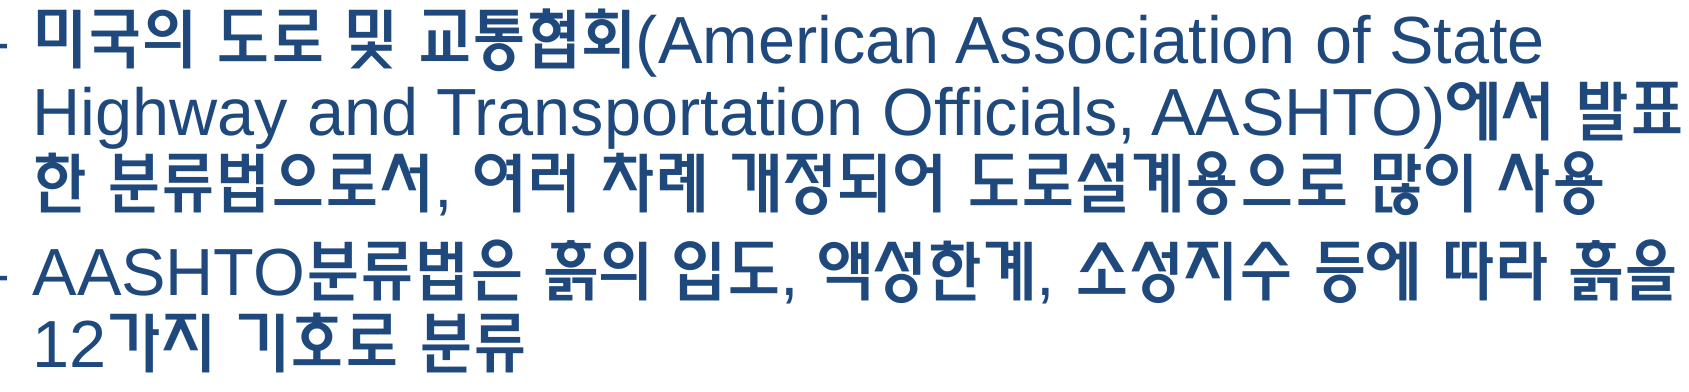 - 미국의 도로 및 교통협회(American Association of State
Highway and Transportation Officials, AASHTO)에서 발표
한 분류법으로서, 여러 차례 개정되어 도로설계용으로 많이 사용
- AASHTO분류법은 흙의 입도, 액성한계, 소성지수 등에 따라 흙을
12가지 기호로 분류